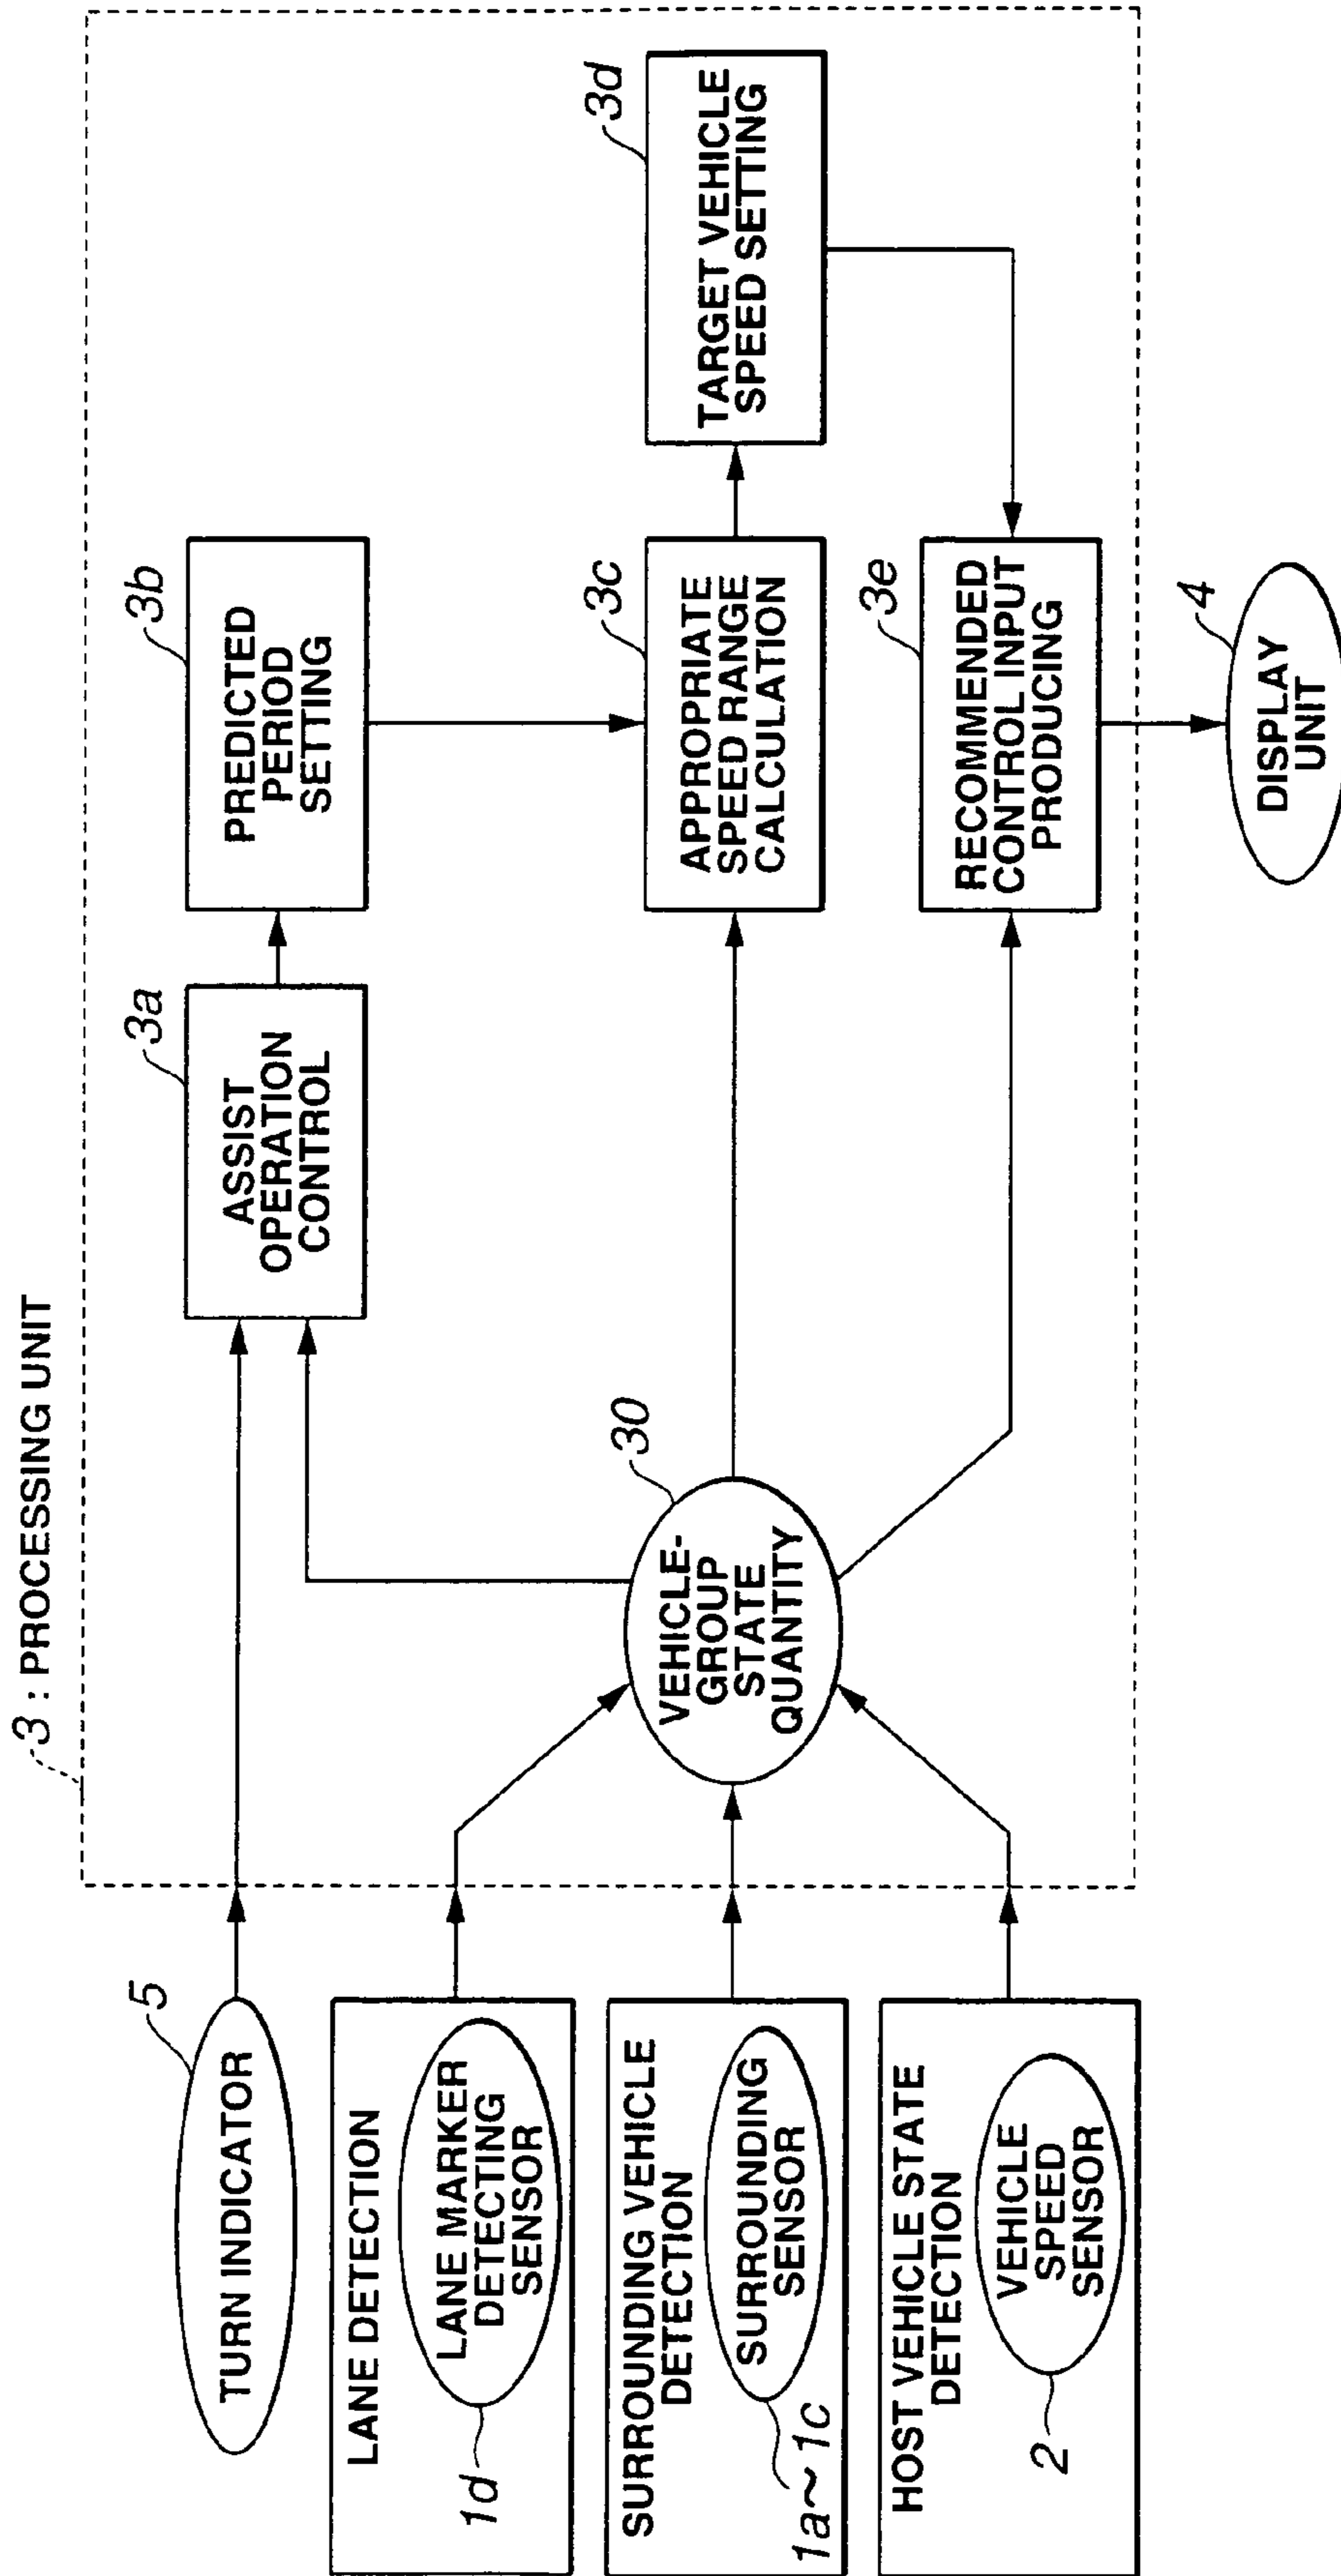 3 : PROCESSING UNIT
5
TURN INDICATOR
LANE DETECTION
LANE MARKER
DETECTING
SENSOR
1d
SURROUNDING VEHICLE
DETECTION
SURROUNDING
SENSOR
1a~1c
HOST VEHICLE STATE
DETECTION
VEHICLE
SPEED
SENSOR
2
30
VEHICLE-
GROUP
STATE
QUANTITY
3a
ASSIST
OPERATION
CONTROL
3b
PREDICTED
PERIOD
SETTING
3c
APPROPRIATE
SPEED RANGE
CALCULATION
3d
TARGET VEHICLE
SPEED SETTING
3e
RECOMMENDED
CONTROL INPUT
PRODUCING
4
DISPLAY
UNIT